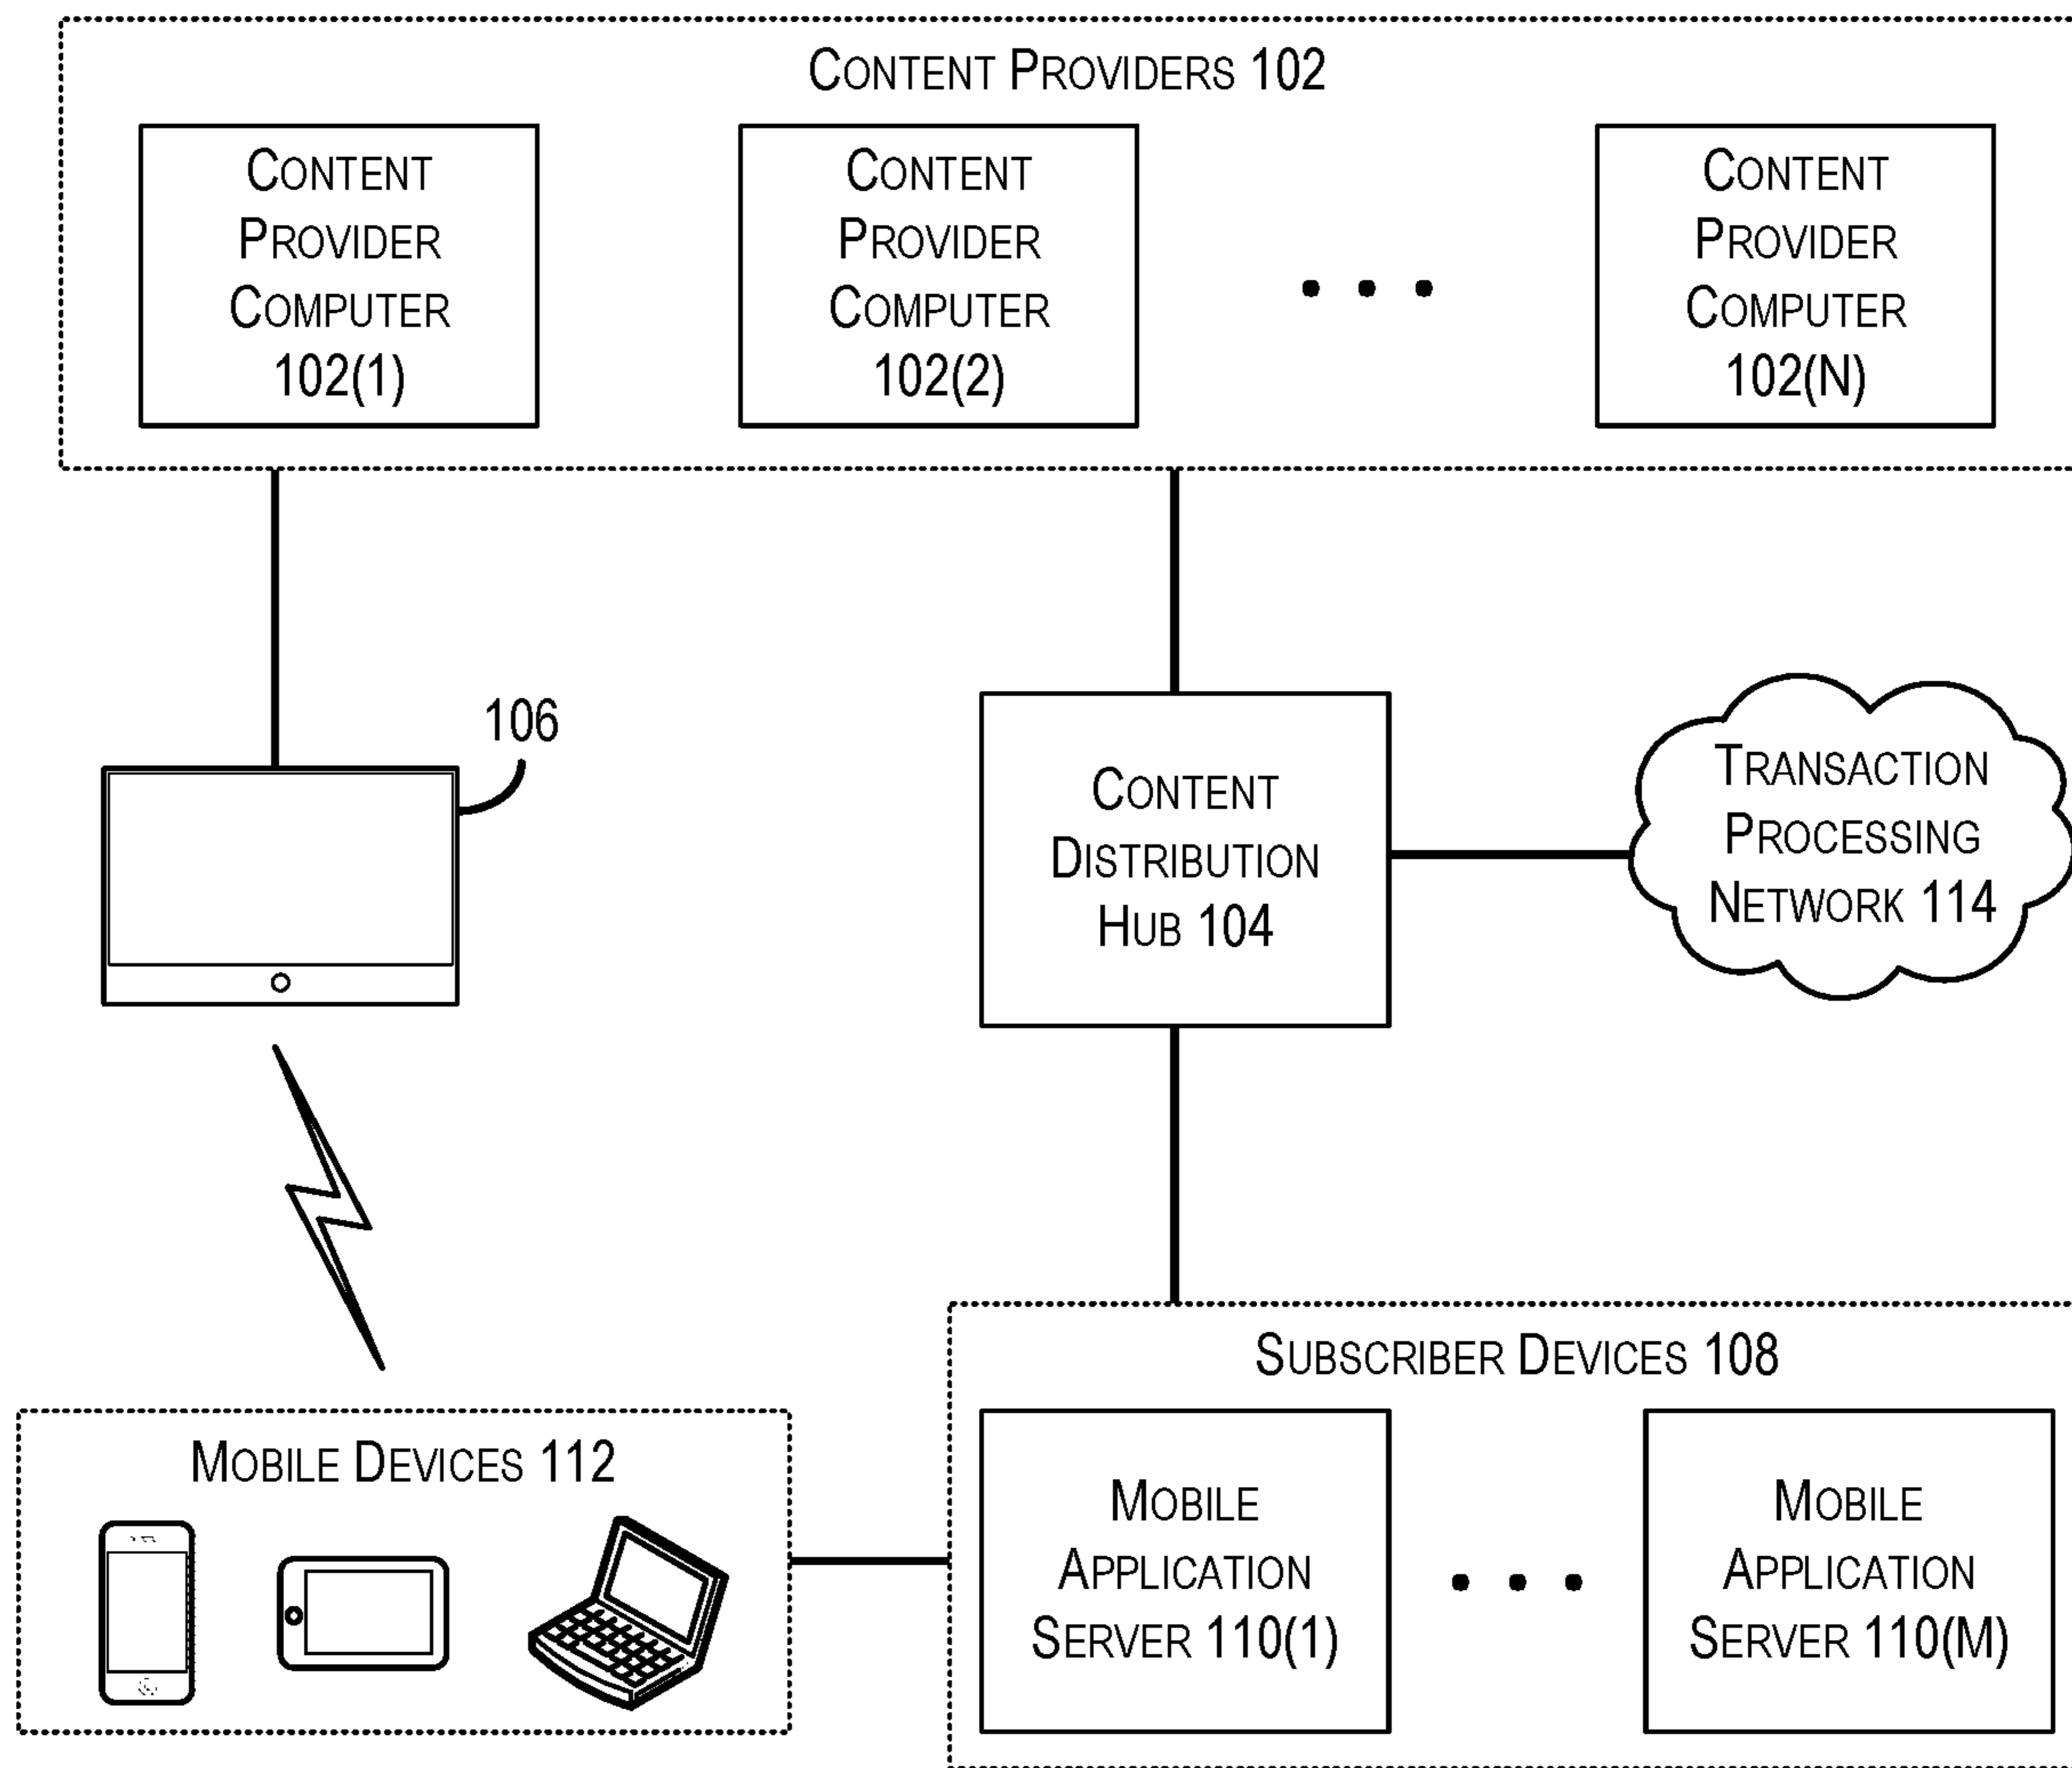 CONTENT PROVIDERS 102
CONTENT
PROVIDER
COMPUTER
102(1)
CONTENT
PROVIDER
COMPUTER
102(2)
• • •
CONTENT
PROVIDER
COMPUTER
102(N)
106
CONTENT
DISTRIBUTION
HUB 104
TRANSACTION
PROCESSING
NETWORK 114
MOBILE DEVICES 112
SUBSCRIBER DEVICES 108
MOBILE
APPLICATION
SERVER 110(1)
• • •
MOBILE
APPLICATION
SERVER 110(M)